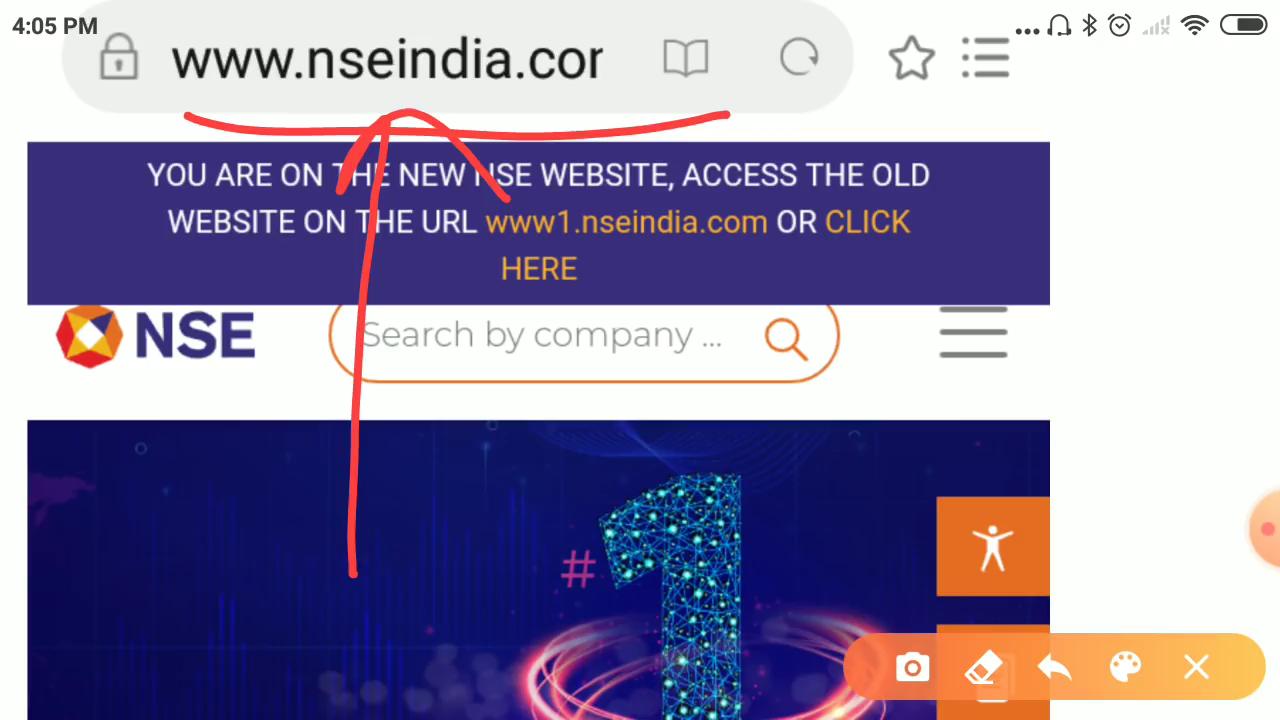 4:05 PM
www.nseindia.cor
YOU ARE ON THE NEW NSE WEBSITE, ACCESS THE OLD
WEBSITE ON THE URL www1.nseindia.com OR CLICK
HERE
NSE
Search by company ...
#1